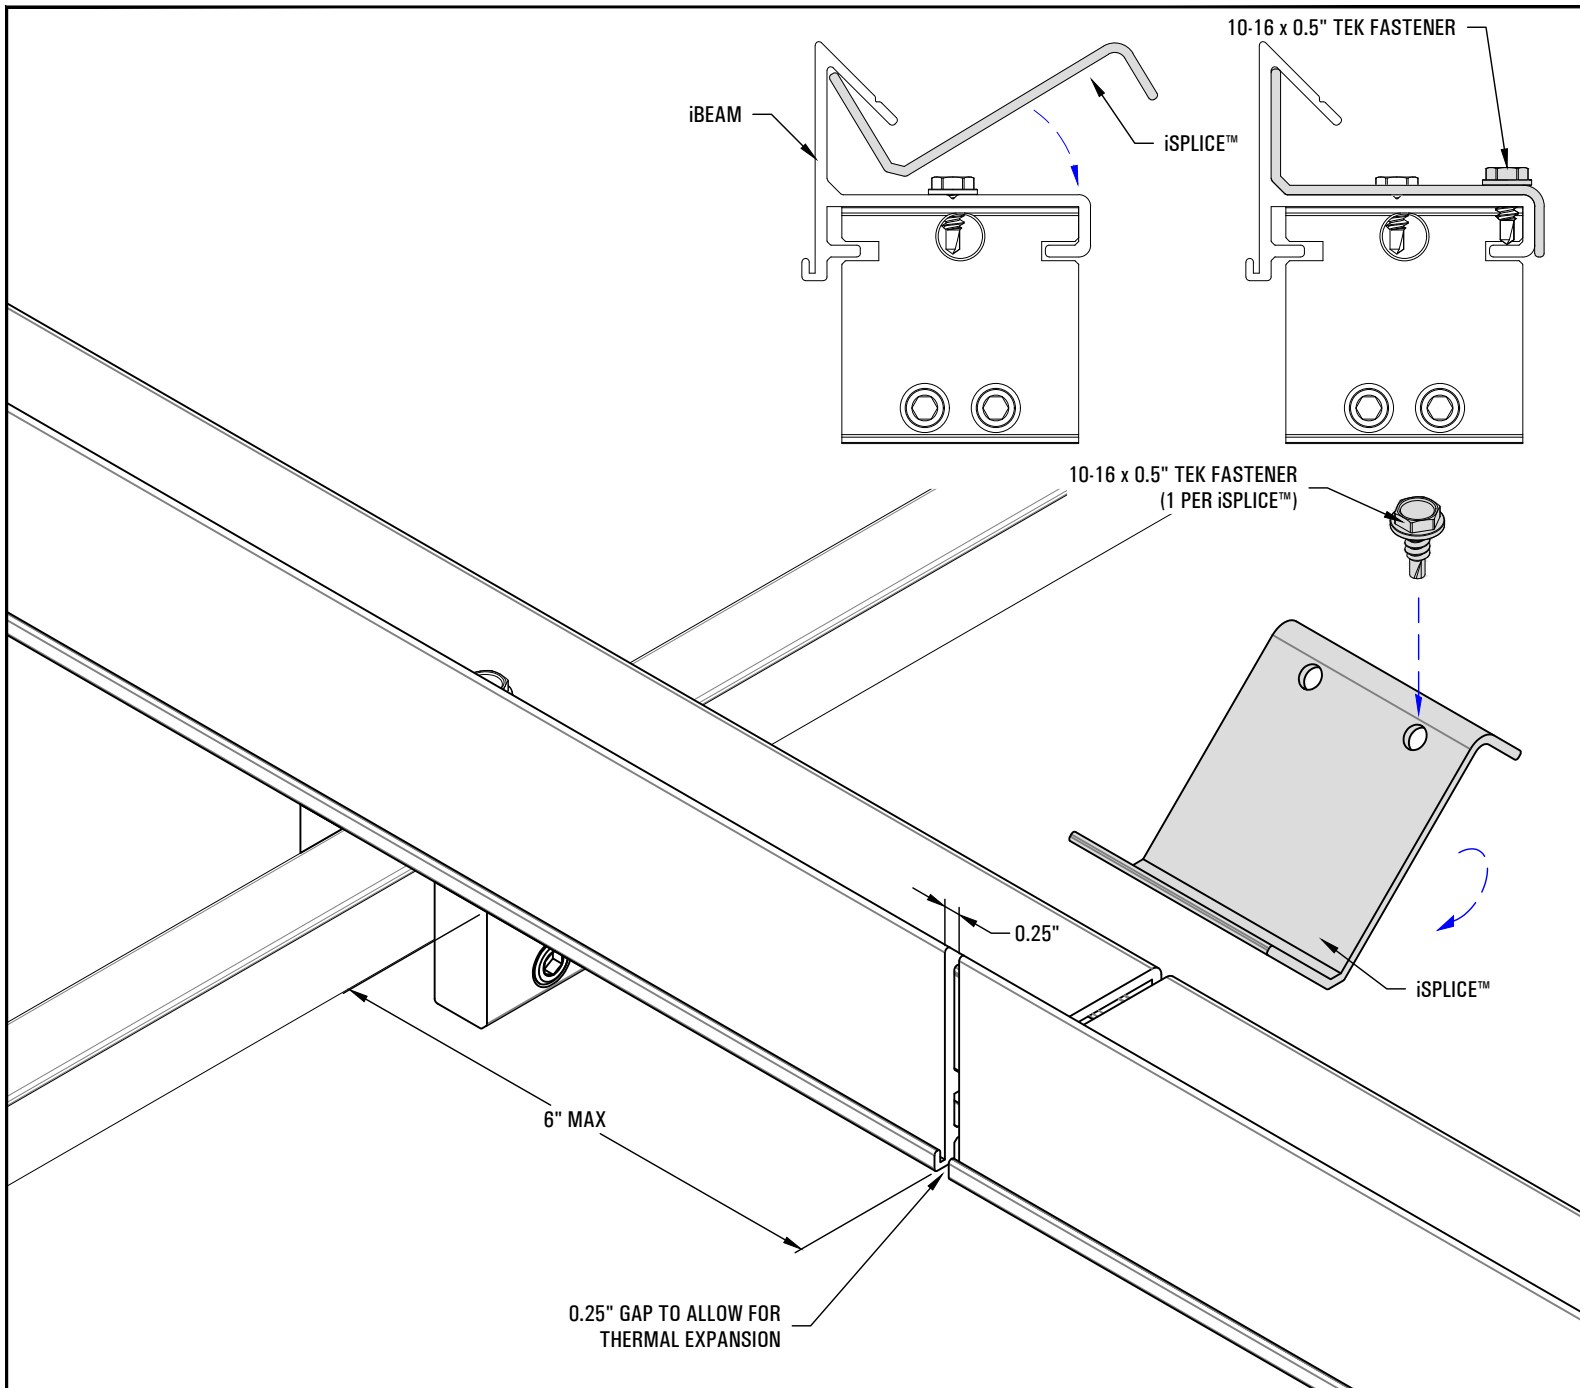 10-16 x 0.5" TEK FASTENER
iBEAM
iSPLICE™
10-16 x 0.5" TEK FASTENER
(1 PER iSPLICE™)
0.25"
iSPLICE™
6" MAX
0.25" GAP TO ALLOW FOR
THERMAL EXPANSION